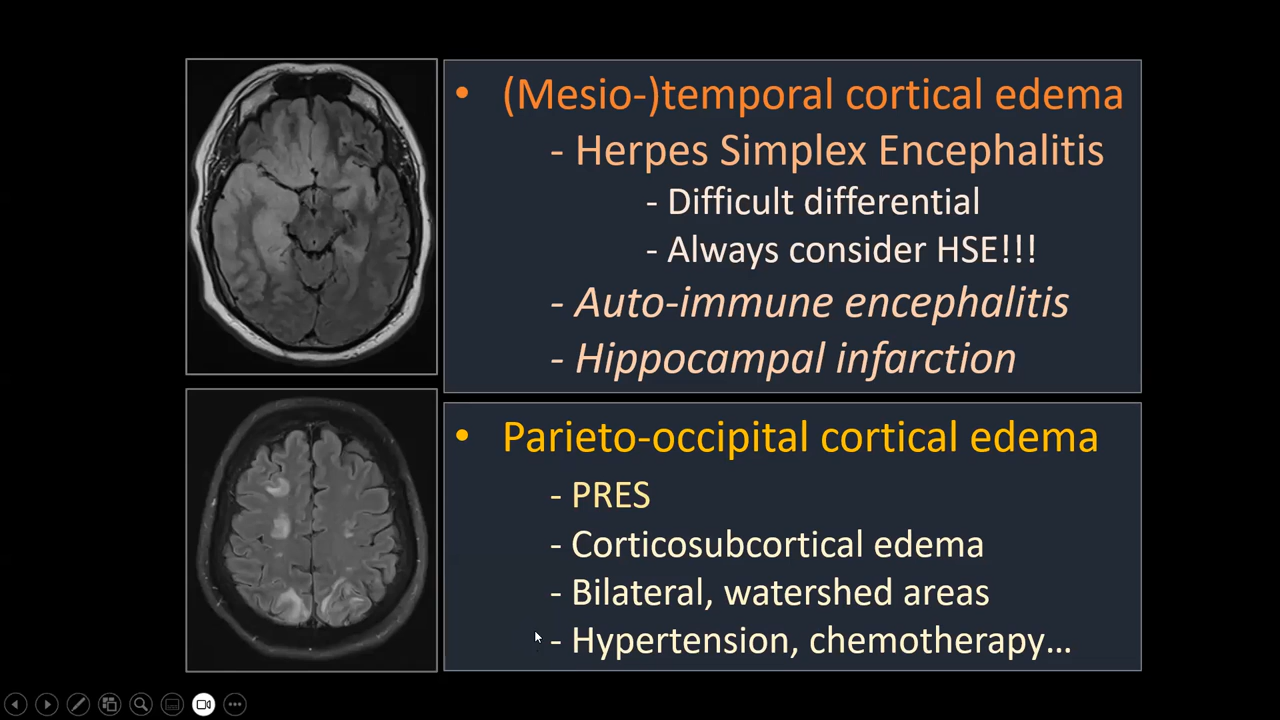 • (Mesio-)temporal cortical edema
- Herpes Simplex Encephalitis
- Difficult differential
- Always consider HSE!!!
- Auto-immune encephalitis
- Hippocampal infarction
• Parieto-occipital cortical edema
- PRES
- Corticosubcortical edema
- Bilateral, watershed areas
- Hypertension, chemotherapy...